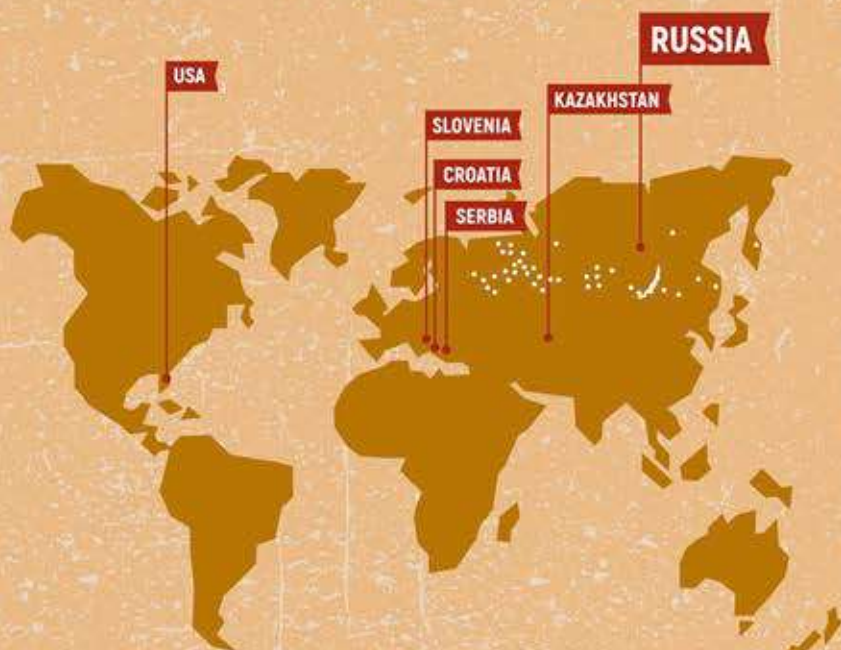 RUSSIA
USA
KAZAKHSTAN
SLOVENIA
CROATIA
SERBIA